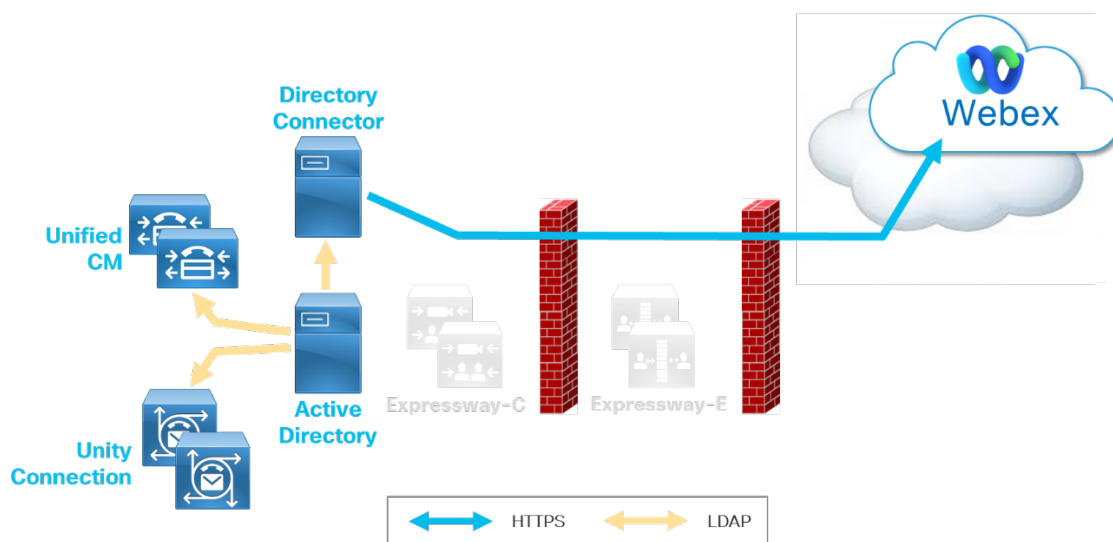 Webex
Directory
Connector
Unified
CM
Expressway-C
Expressway-E
Active
Directory
Unity
Connection
HTTPS
LDAP